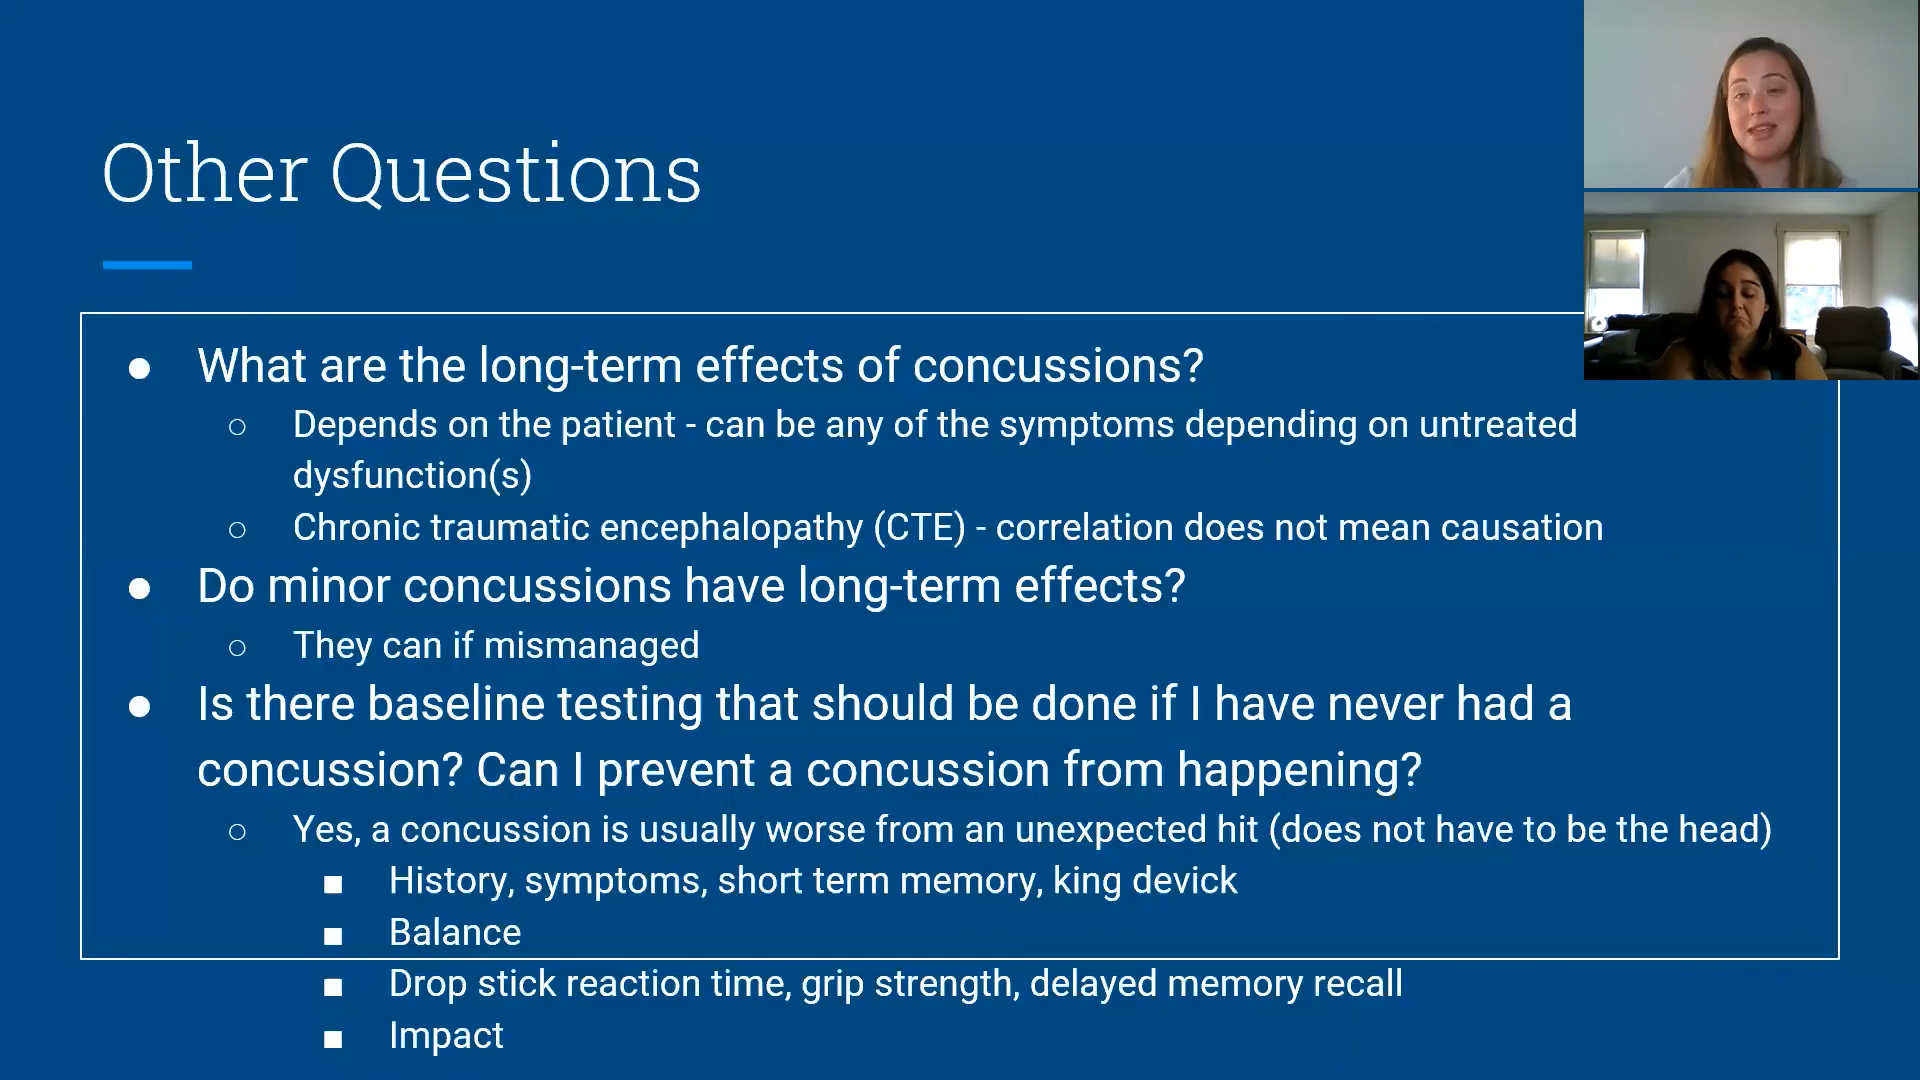 Other Questions
● What are the long-term effects of concussions?
○ Depends on the patient - can be any of the symptoms depending on untreated
dysfunction(s)
○ Chronic traumatic encephalopathy (CTE) - correlation does not mean causation
● Do minor concussions have long-term effects?
○ They can if mismanaged
● Is there baseline testing that should be done if I have never had a
concussion? Can I prevent a concussion from happening?
○ Yes, a concussion is usually worse from an unexpected hit (does not have to be the head)
■ History, symptoms, short term memory, king devick
■ Balance
■ Drop stick reaction time, grip strength, delayed memory recall
■ Impact